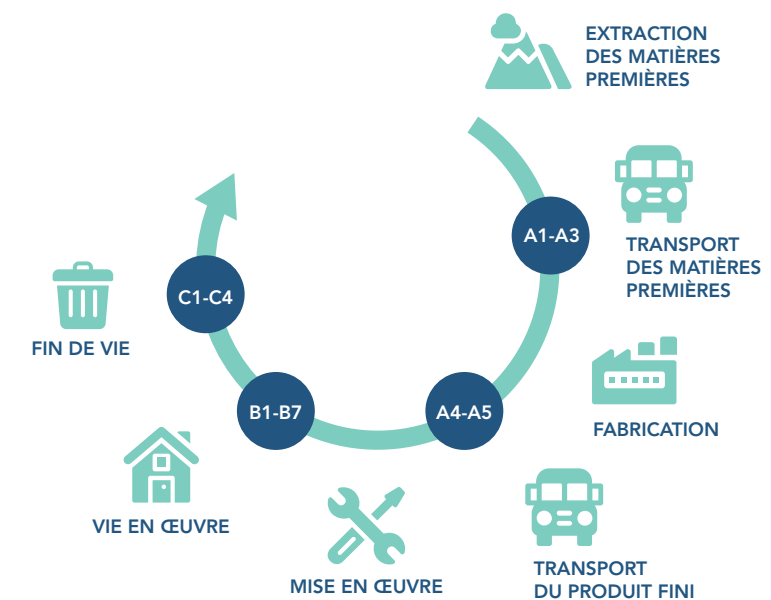 EXTRACTION
DES MATIÈRES
PREMIÈRES
A1-A3
TRANSPORT
DES MATIÈRES
PREMIÈRES
C1-C4
FIN DE VIE
B1-B7
A4-A5
FABRICATION
VIE EN ŒUVRE
MISE EN ŒUVRE
TRANSPORT
DU PRODUIT FINI